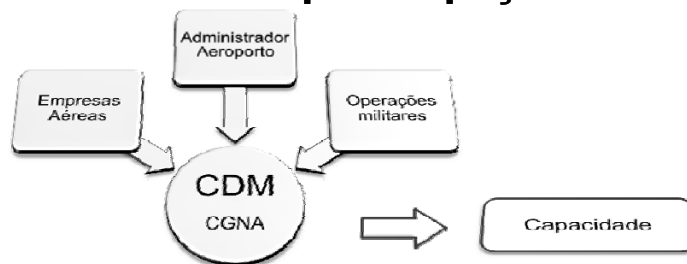 Administrador
Aeroporto
Empresas
Aéreas
Operações
militares
CDM
CGNA
Capacidade